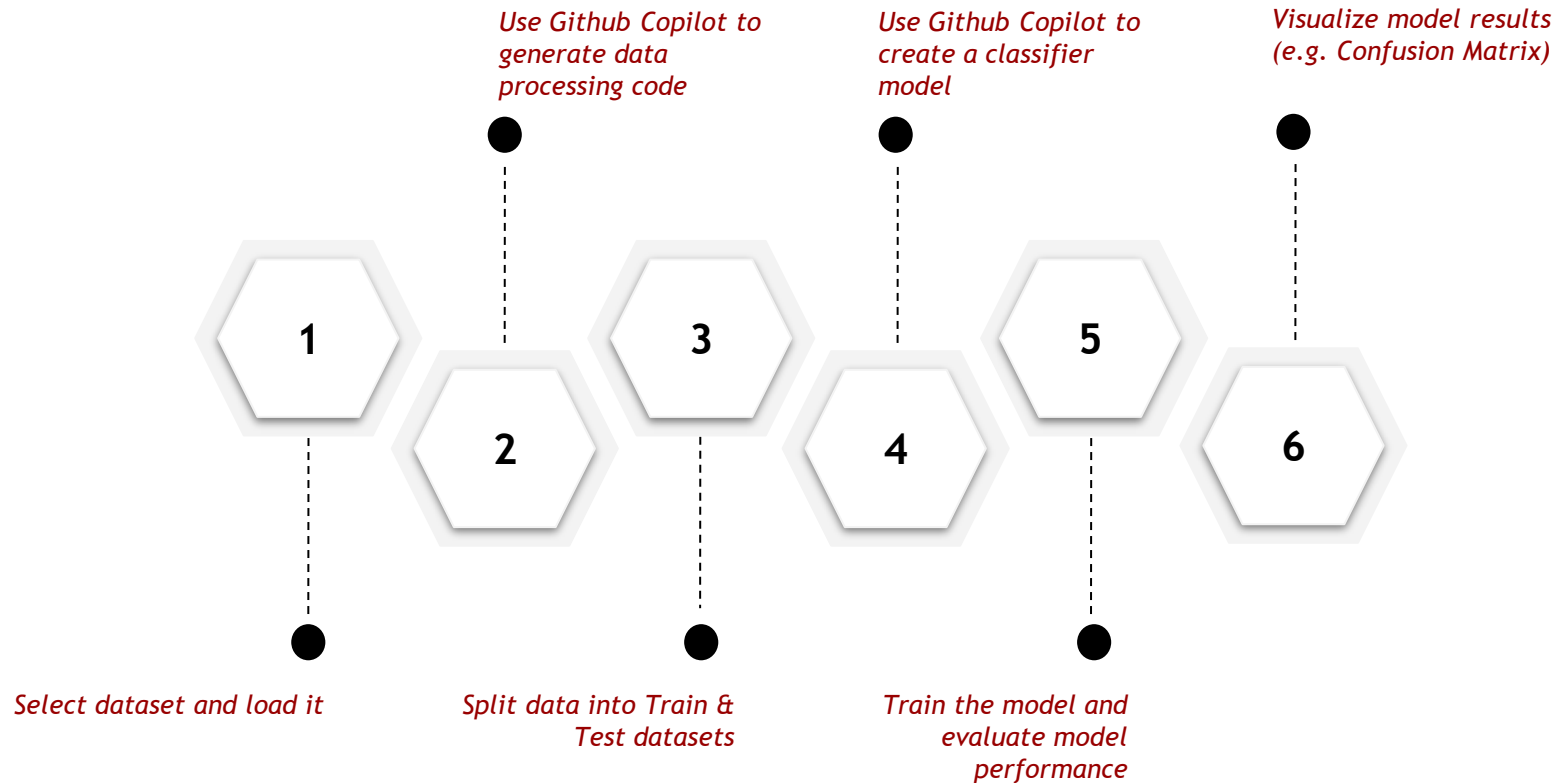 Use Github Copilot to
generate data
processing code
Use Github Copilot to
create a classifier
model
Visualize model results
(e.g. Confusion Matrix)
1
2
3
4
5
6
Select dataset and load it
Split data into Train &
Test datasets
Train the model and
evaluate model
performance